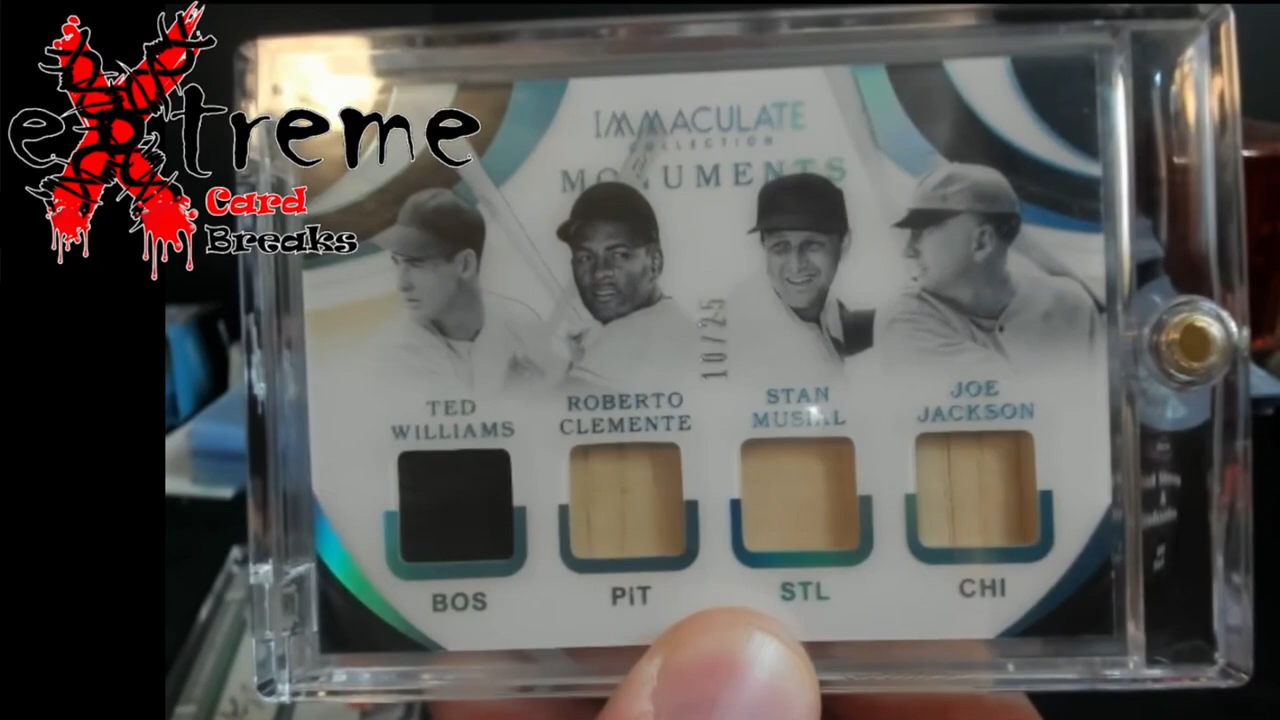 eXtreme
Card
Breaks
IMMACULATE
COLLECTION
MONUMENTS
10/25
TED
WILLIAMS
ROBERTO
CLEMENTE
STAN
MUSIAL
JOE
JACKSON
BOS
PIT
STL
CHI